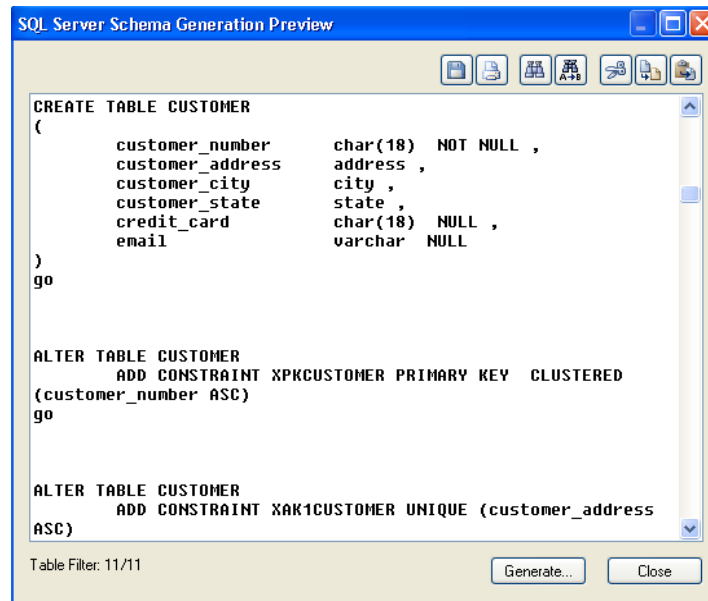 SQL Server Schema Generation Preview
A→B
CREATE TABLE CUSTOMER
(
customer_number char(18) NOT NULL ,
customer_address address ,
customer_city city ,
customer_state state ,
credit_card char(18) NULL ,
email varchar NULL
)
go
ALTER TABLE CUSTOMER
ADD CONSTRAINT XPKCUSTOMER PRIMARY KEY CLUSTERED
(customer_number ASC)
go
ALTER TABLE CUSTOMER
ADD CONSTRAINT XAK1CUSTOMER UNIQUE (customer_address
ASC)
Table Filter: 11/11
Generate... Close